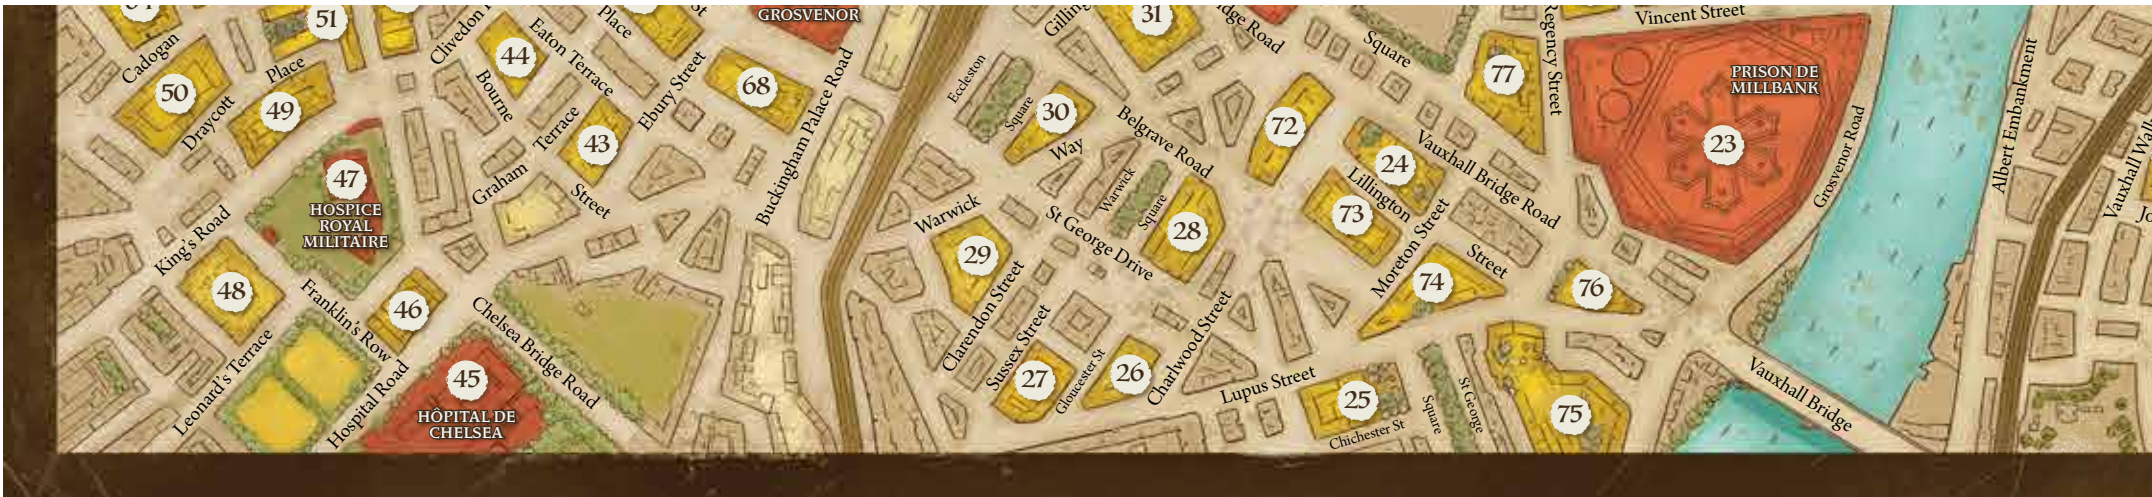 51
GROSVENOR
31
Vincent Street
Cadogan
Place
44
Eaton Terrace
Place
St
Square
Regency Street
77
PRISON DE
MILLBANK
23
50
Draycott
49
Bourne
Terrace
43
Ebury Street
68
Buckingham Palace Road
Eccleston
Square
30
Way
Belgrave Road
72
24
Vauxhall Bridge Road
Grosvenor Road
Albert Embankment
47
HOSPICE
ROYAL
MILITAIRE
Graham
Street
Warwick
Square
28
Lillington
73
Street
King's Road
Warwick
29
St George Drive
Moreton Street
74
76
48
Franklin's Row
46
Chelsea Bridge Road
Clarendon Street
Sussex Street
Charlwood Street
Leonard's Terrace
Hospital Road
45
HÔPITAL DE
CHELSEA
27
Gloucester St
26
Lupus Street
25
Chichester St
Square
St George
75
Vauxhall Bridge